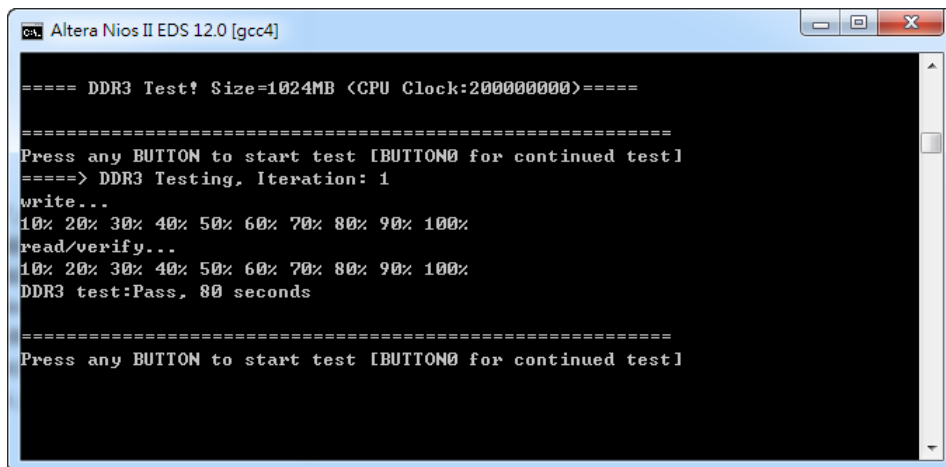 Altera Nios II EDS 12.0 [gcc4]
===== DDR3 Test! Size=1024MB (CPU Clock:200000000)=====
==========================================================
Press any BUTTON to start test [BUTTON0 for continued test]
=====> DDR3 Testing, Iteration: 1
write...
10% 20% 30% 40% 50% 60% 70% 80% 90% 100%
read/verify...
10% 20% 30% 40% 50% 60% 70% 80% 90% 100%
DDR3 test:Pass, 80 seconds
==========================================================
Press any BUTTON to start test [BUTTON0 for continued test]